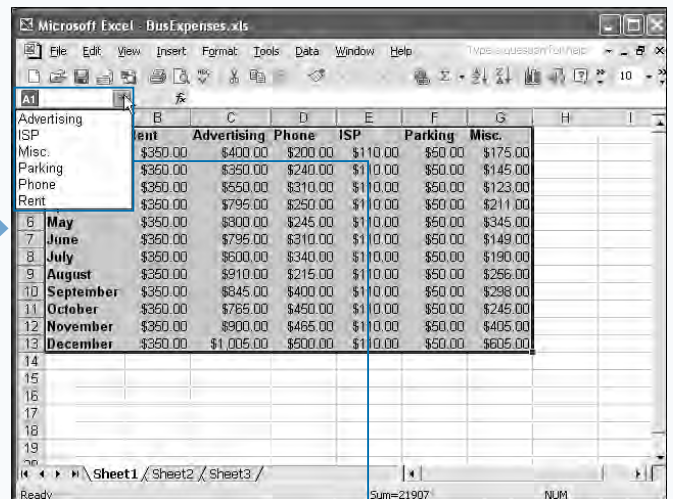 Microsoft Excel - BusExpenses.xls
File Edit View Insert Format Tools Data Window Help Type a question for help
Σ 10
A1 fx
B C D E F G H I
Advertising
ISP
Misc.
Parking
Phone
Rent
Rent Advertising Phone ISP Parking Misc.
$350.00 $400.00 $200.00 $110.00 $50.00 $175.00
$350.00 $350.00 $240.00 $110.00 $50.00 $145.00
$350.00 $550.00 $310.00 $110.00 $50.00 $123.00
$350.00 $795.00 $250.00 $110.00 $50.00 $211.00
6 May $350.00 $300.00 $245.00 $110.00 $50.00 $345.00
7 June $350.00 $795.00 $310.00 $110.00 $50.00 $149.00
8 July $350.00 $600.00 $340.00 $110.00 $50.00 $190.00
9 August $350.00 $910.00 $215.00 $110.00 $50.00 $256.00
10 September $350.00 $845.00 $400.00 $110.00 $50.00 $298.00
11 October $350.00 $765.00 $450.00 $110.00 $50.00 $245.00
12 November $350.00 $900.00 $465.00 $110.00 $50.00 $405.00
13 December $350.00 $1,005.00 $500.00 $110.00 $50.00 $605.00
14
15
16
17
18
19
Sheet1 Sheet2 Sheet3
Ready Sum=21907 NUM